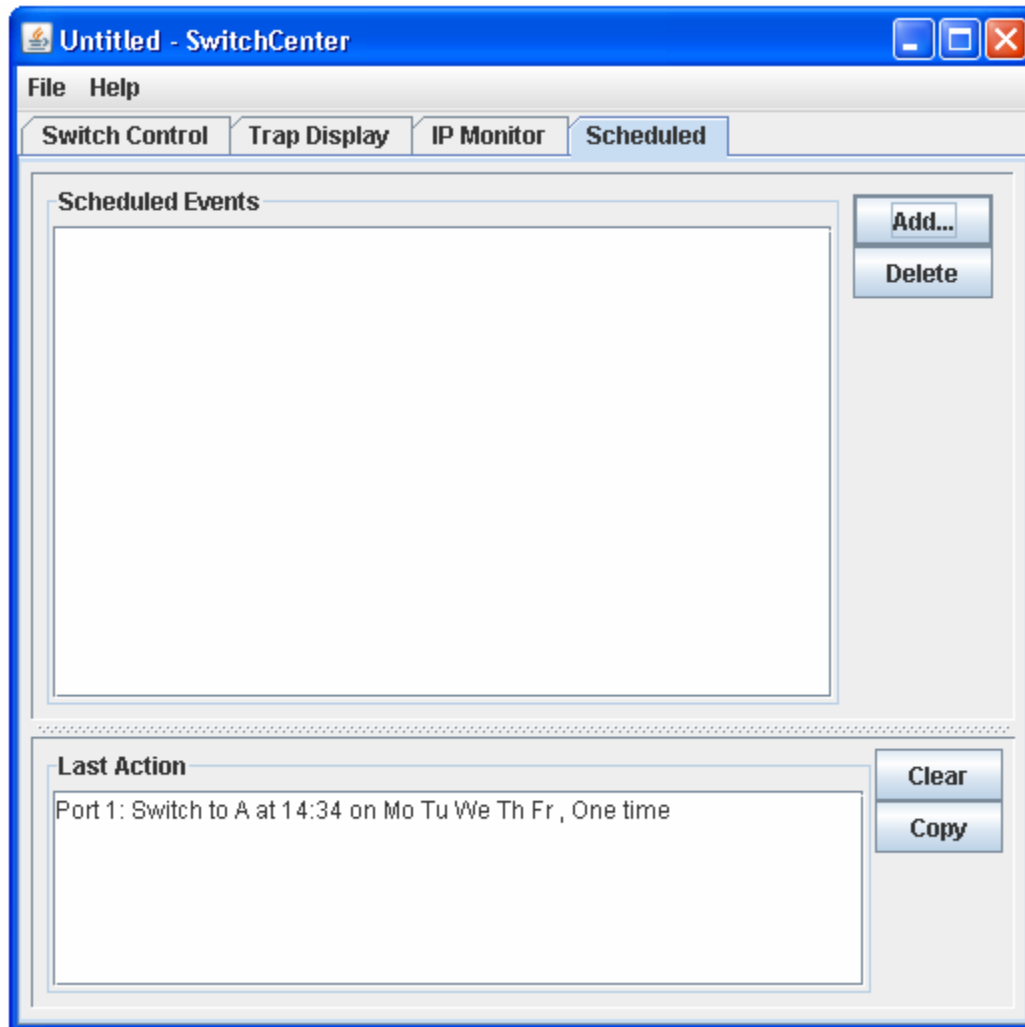 Untitled - SwitchCenter
File Help
Switch Control Trap Display IP Monitor Scheduled
Scheduled Events
Add...
Delete
Last Action
Port 1: Switch to A at 14:34 on Mo Tu We Th Fr , One time
Clear
Copy